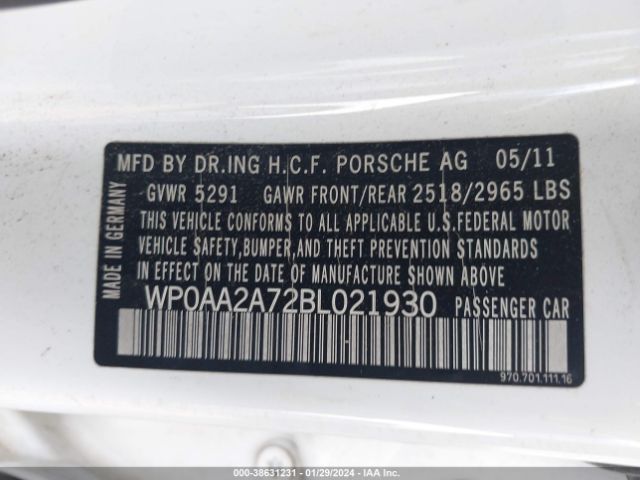 MFD BY DR.ING H.C.F. PORSCHE AG 05/11
GVWR 5291 GAWR FRONT/REAR 2518/2965 LBS
THIS VEHICLE CONFORMS TO ALL APPLICABLE U.S.FEDERAL MOTOR
VEHICLE SAFETY,BUMPER,AND THEFT PREVENTION STANDARDS
IN EFFECT ON THE DATE OF MANUFACTURE SHOWN ABOVE
WP0AA2A72BL021930 PASSENGER CAR
MADE IN GERMANY
970.701.111.16
000-38631231 - 01/29/2024 - IAA Inc.